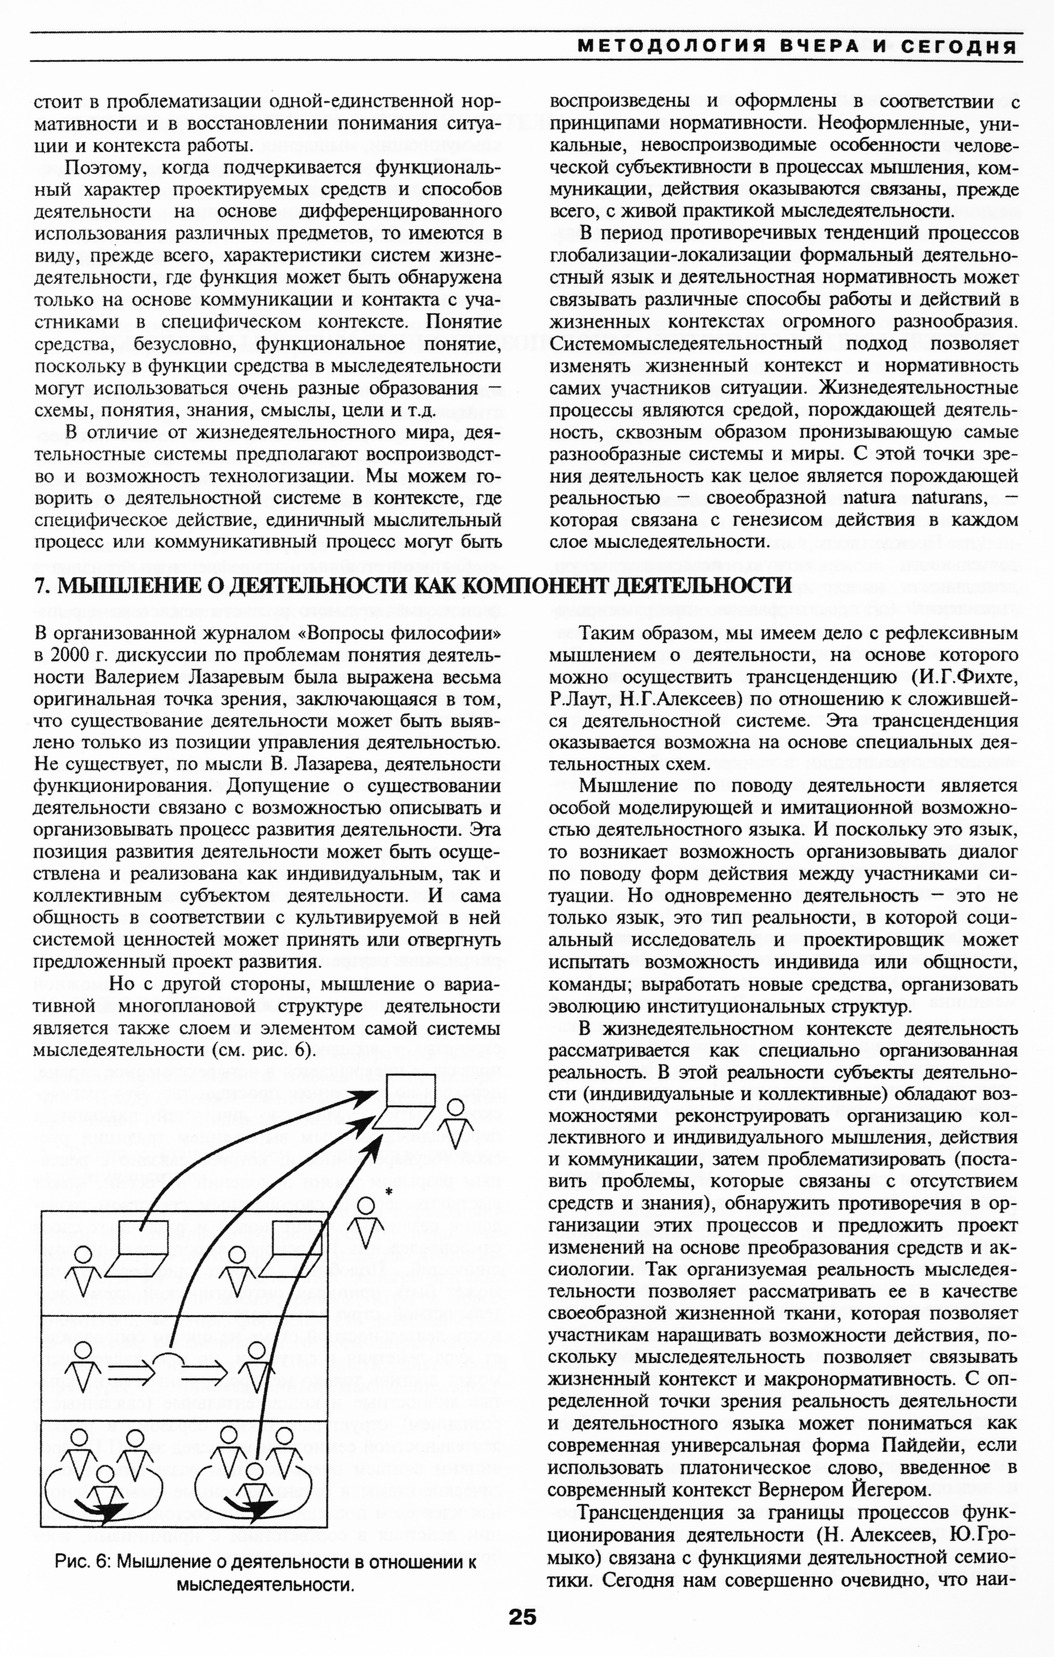 МЕТОДОЛОГИЯ ВЧЕРА И СЕГОДНЯ
стоит в проблематизации одной-единственной нор-
мативности и в восстановлении понимания ситуа-
ции и контекста работы.
Поэтому, когда подчеркивается функциональ-
ный характер проектируемых средств и способов
деятельности на основе дифференцированного
использования различных предметов, то имеются в
виду, прежде всего, характеристики систем жизне-
деятельности, где функция может быть обнаружена
только на основе коммуникации и контакта с уча-
стниками в специфическом контексте. Понятие
средства, безусловно, функциональное понятие,
поскольку в функции средства в мыследеятельности
могут использоваться очень разные образования —
схемы, понятия, знания, смыслы, цели и т.д.
В отличие от жизнедеятельностного мира, дея-
тельностные системы предполагают воспроизводст-
во и возможность технологизации. Мы можем го-
ворить о деятельностной системе в контексте, где
специфическое действие, единичный мыслительный
процесс или коммуникативный процесс могут быть
воспроизведены и оформлены в соответствии с
принципами нормативности. Неоформленные, уни-
кальные, невоспроизводимые особенности челове-
ческой субъективности в процессах мышления, ком-
муникации, действия оказываются связаны, прежде
всего, с живой практикой мыследеятельности.
В период противоречивых тенденций процессов
глобализации-локализации формальный деятельно-
стный язык и деятельностная нормативность может
связывать различные способы работы и действий в
жизненных контекстах огромного разнообразия.
Системомыследеятельностный подход позволяет
изменять жизненный контекст и нормативность
самих участников ситуации. Жизнедеятельностные
процессы являются средой, порождающей деятель-
ность, сквозным образом пронизывающую самые
разнообразные системы и миры. С этой точки зре-
ния деятельность как целое является порождающей
реальностью — своеобразной natura naturans, —
которая связана с генезисом действия в каждом
слое мыследеятельности.
7. МЫШЛЕНИЕ О ДЕЯТЕЛЬНОСТИ КАК КОМПОНЕНТ ДЕЯТЕЛЬНОСТИ
В организованной журналом «Вопросы философии»
в 2000 г. дискуссии по проблемам понятия деятель-
ности Валерием Лазаревым была выражена весьма
оригинальная точка зрения, заключающаяся в том,
что существование деятельности может быть выяв-
лено только из позиции управления деятельностью.
Не существует, по мысли В. Лазарева, деятельности
функционирования. Допущение о существовании
деятельности связано с возможностью описывать и
организовывать процесс развития деятельности. Эта
позиция развития деятельности может быть осуще-
ствлена и реализована как индивидуальным, так и
коллективным субъектом деятельности. И сама
общность в соответствии с культивируемой в ней
системой ценностей может принять или отвергнуть
предложенный проект развития.
Но с другой стороны, мышление о вариа-
тивной многоплановой структуре деятельности
является также слоем и элементом самой системы
мыследеятельности (см. рис. 6).
*
Рис. 6: Мышление о деятельности в отношении к
мыследеятельности.
Таким образом, мы имеем дело с рефлексивным
мышлением о деятельности, на основе которого
можно осуществить трансценденцию (И.Г.Фихте,
Р.Лаут, Н.Г.Алексеев) по отношению к сложившей-
ся деятельностной системе. Эта трансценденция
оказывается возможна на основе специальных дея-
тельностных схем.
Мышление по поводу деятельности является
особой моделирующей и имитационной возможно-
стью деятельностного языка. И поскольку это язык,
то возникает возможность организовывать диалог
по поводу форм действия между участниками си-
туации. Но одновременно деятельность — это не
только язык, это тип реальности, в которой соци-
альный исследователь и проектировщик может
испытать возможность индивида или общности,
команды; выработать новые средства, организовать
эволюцию институциональных структур.
В жизнедеятельностном контексте деятельность
рассматривается как специально организованная
реальность. В этой реальности субъекты деятельно-
сти (индивидуальные и коллективные) обладают воз-
можностями реконструировать организацию кол-
лективного и индивидуального мышления, действия
и коммуникации, затем проблематизировать (поста-
вить проблемы, которые связаны с отсутствием
средств и знания), обнаружить противоречия в ор-
ганизации этих процессов и предложить проект
изменений на основе преобразования средств и ак-
сиологии. Так организуемая реальность мыследея-
тельности позволяет рассматривать ее в качестве
своеобразной жизненной ткани, которая позволяет
участникам наращивать возможности действия, по-
скольку мыследеятельность позволяет связывать
жизненный контекст и макронормативность. С оп-
ределенной точки зрения реальность деятельности
и деятельностного языка может пониматься как
современная универсальная форма Пайдейи, если
использовать платоническое слово, введенное в
современный контекст Вернером Йегером.
Трансценденция за границы процессов функ-
ционирования деятельности (Н. Алексеев, Ю.Гро-
мыко) связана с функциями деятельностной семио-
тики. Сегодня нам совершенно очевидно, что наи-
25